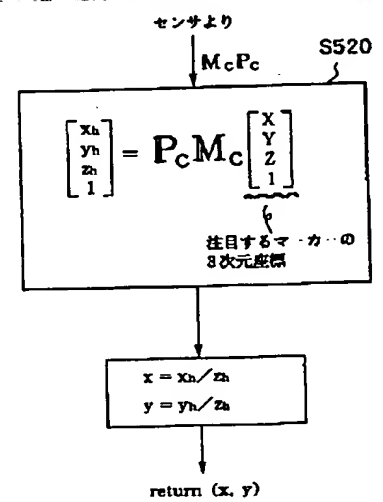 センサより
McPc
S520
[xh yh zh 1] = PcMc [X Y Z 1]
注目するマーカーの
3次元座標
x = xh/zh
y = yh/zh
return (x, y)